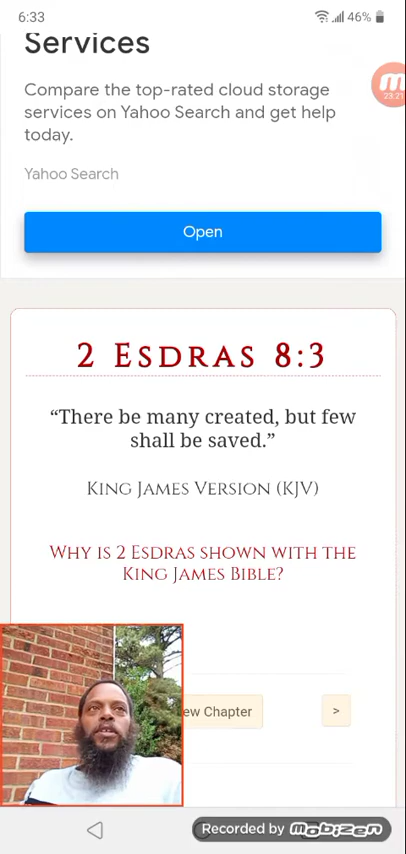 6:33
46%
Services
23:21
Compare the top-rated cloud storage
services on Yahoo Search and get help
today.
Yahoo Search
Open
2 Esdras 8:3
“There be many created, but few
shall be saved.”
King James Version (KJV)
Why is 2 Esdras shown with the
King James Bible?
ew Chapter
>
Recorded by mobizen